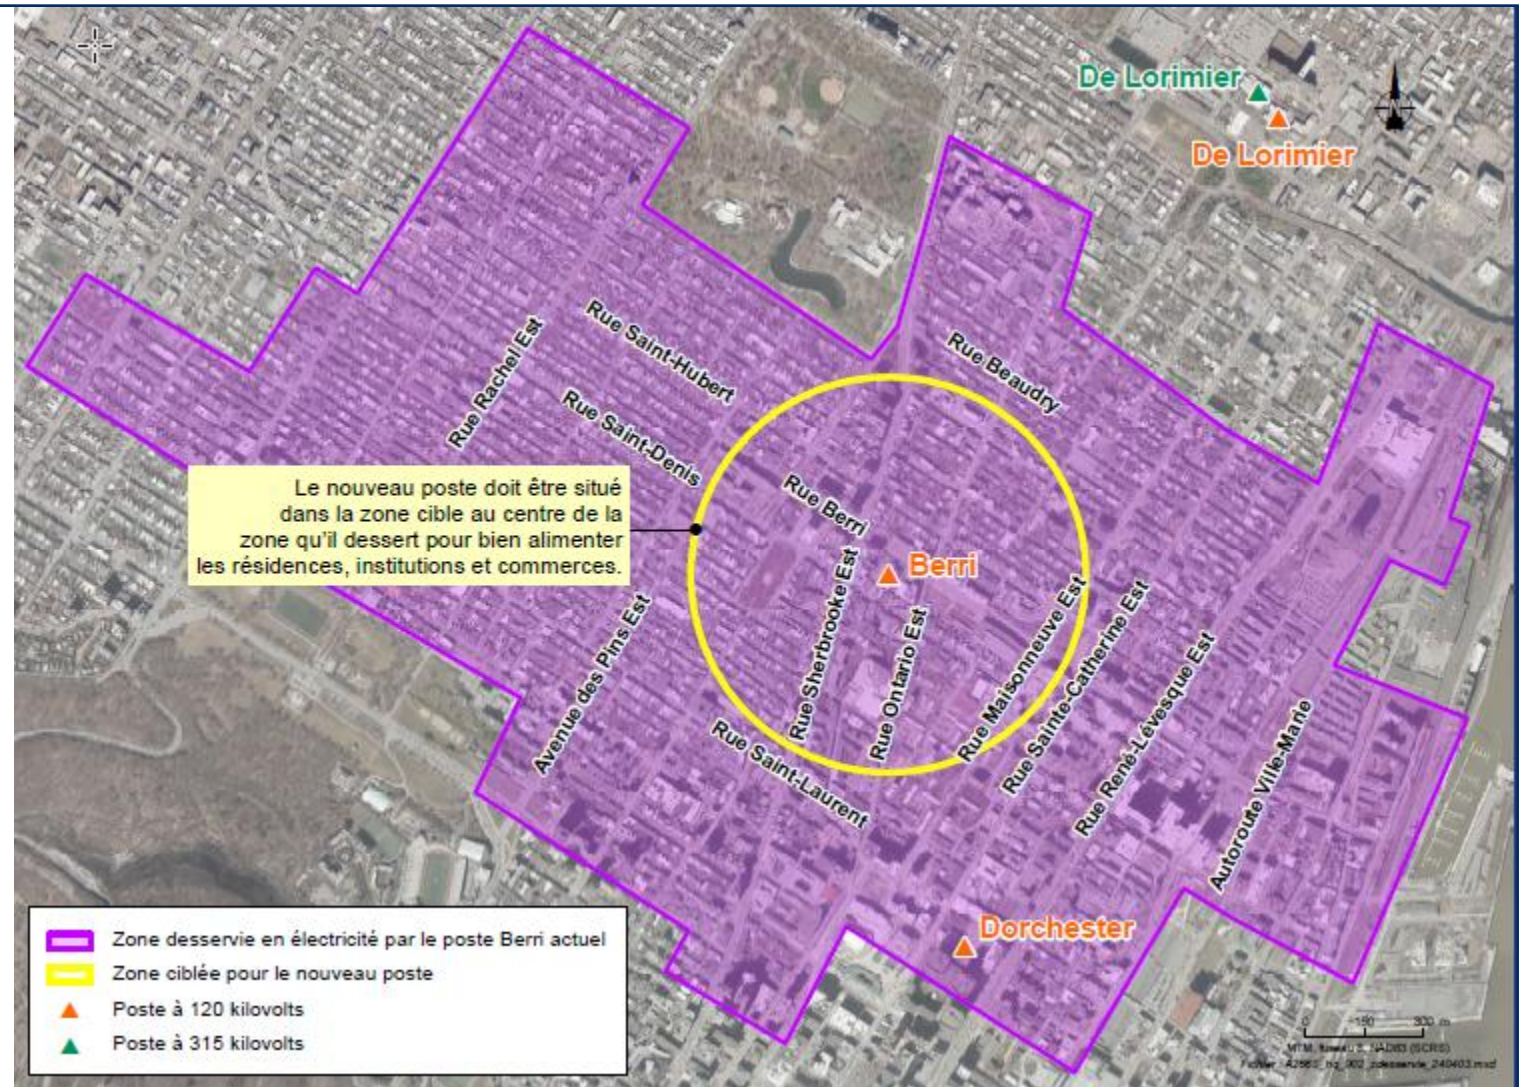 De Lorimier
De Lorimier
Rue Saint-Hubert
Rue Rachel Est
Rue Beaudry
Rue Saint-Denis
Le nouveau poste doit être situé
dans la zone cible au centre de la
zone qu'il dessert pour bien alimenter
les résidences, institutions et commerces.
Rue Berri
Berri
Rue Sherbrooke Est
Rue Ontario Est
Rue Maisonneuve Est
Rue Sainte-Catherine Est
Avenue des Pins Est
Rue René-Lévesque Est
Rue Saint-Laurent
Autoroute Ville-Marie
Dorchester
Zone desservie en électricité par le poste Berri actuel
Zone ciblée pour le nouveau poste
Poste à 120 kilovolts
Poste à 315 kilovolts
0 150 300 m